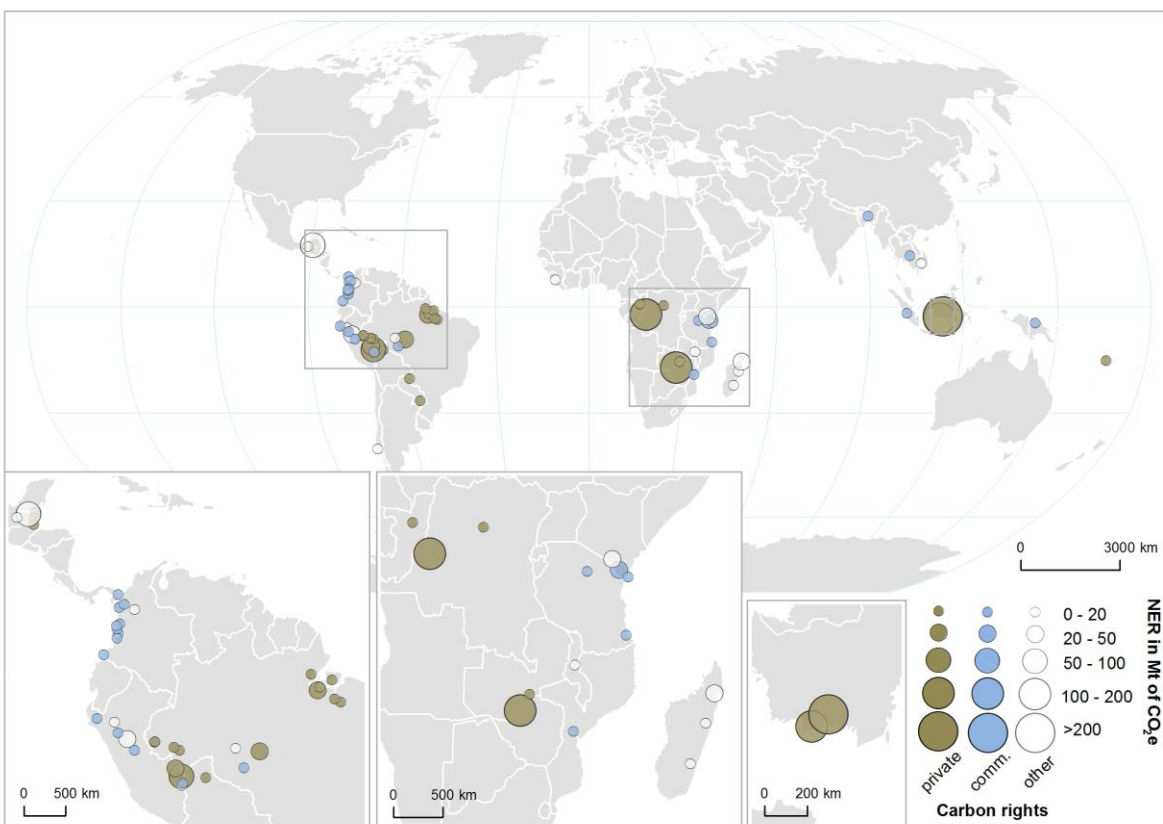 0 3000 km
0 500 km
0 500 km
0 200 km
0 - 20
20 - 50
50 - 100
100 - 200
>200
NER in Mt of CO₂e
private
comm.
other
Carbon rights